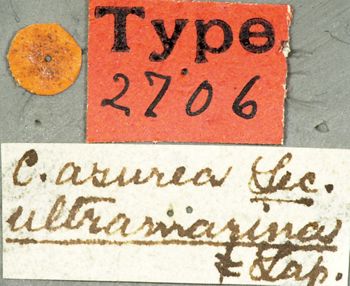 Type
2706
C. azurea Lec.
ultramarina
≠ Lap.